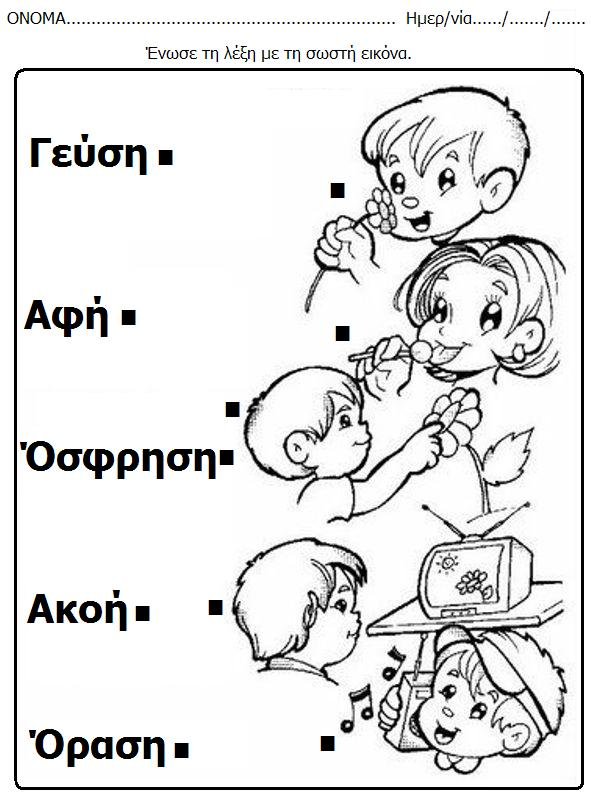 ΟΝΟΜΑ.................................................................. Ημερ/νία....../......./.......
Ένωσε τη λέξη με τη σωστή εικόνα.
Γεύση
Αφή
Όσφρηση
Ακοή
Όραση